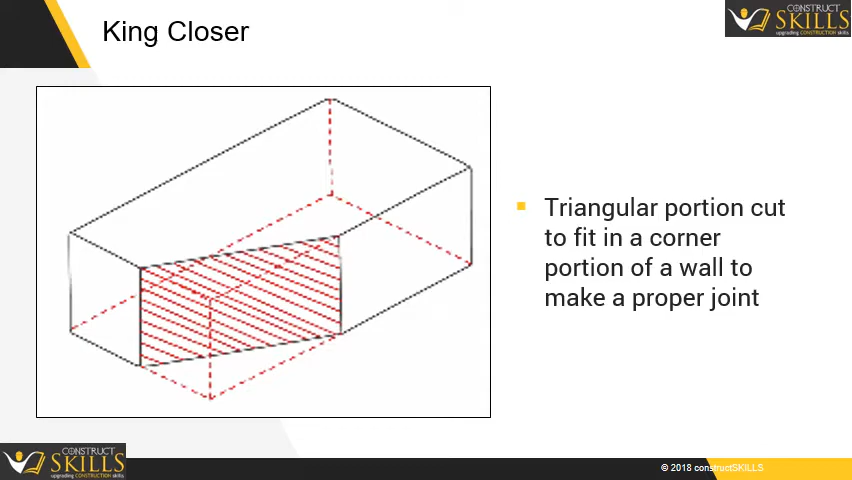 King Closer
CONSTRUCT
SKILLS
upgrading CONSTRUCTION skills
Triangular portion cut
to fit in a corner
portion of a wall to
make a proper joint
CONSTRUCT
SKILLS
upgrading CONSTRUCTION skills
© 2018 constructSKILLS